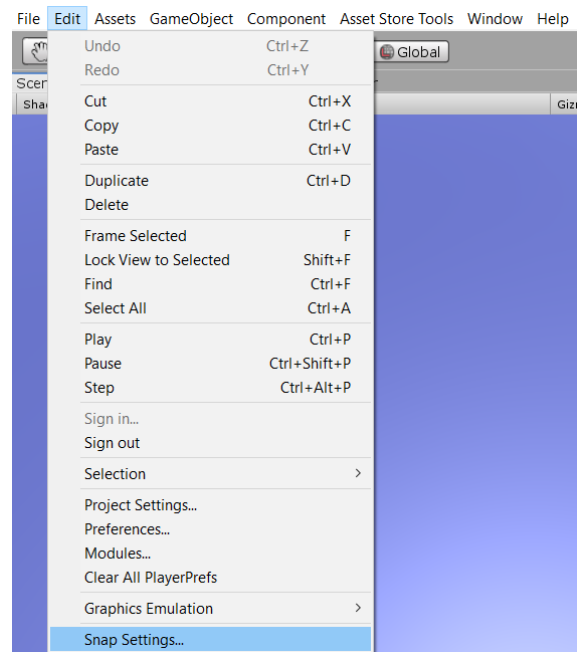 File Edit Assets GameObject Component Asset Store Tools Window Help
Undo Ctrl+Z
Global
Redo Ctrl+Y
Cut Ctrl+X
Copy Ctrl+C
Paste Ctrl+V
Duplicate Ctrl+D
Delete
Frame Selected F
Lock View to Selected Shift+F
Find Ctrl+F
Select All Ctrl+A
Play Ctrl+P
Pause Ctrl+Shift+P
Step Ctrl+Alt+P
Sign in...
Sign out
Selection >
Project Settings...
Preferences...
Modules...
Clear All PlayerPrefs
Graphics Emulation >
Snap Settings...